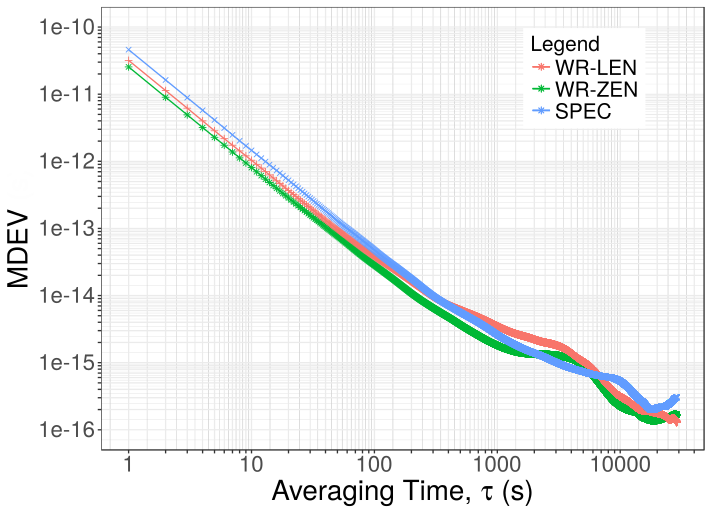 1e-10
1e-11
1e-12
1e-13
1e-14
1e-15
1e-16
MDEV
Legend
WR-LEN
WR-ZEN
SPEC
1 10 100 1000 10000
Averaging Time, τ (s)